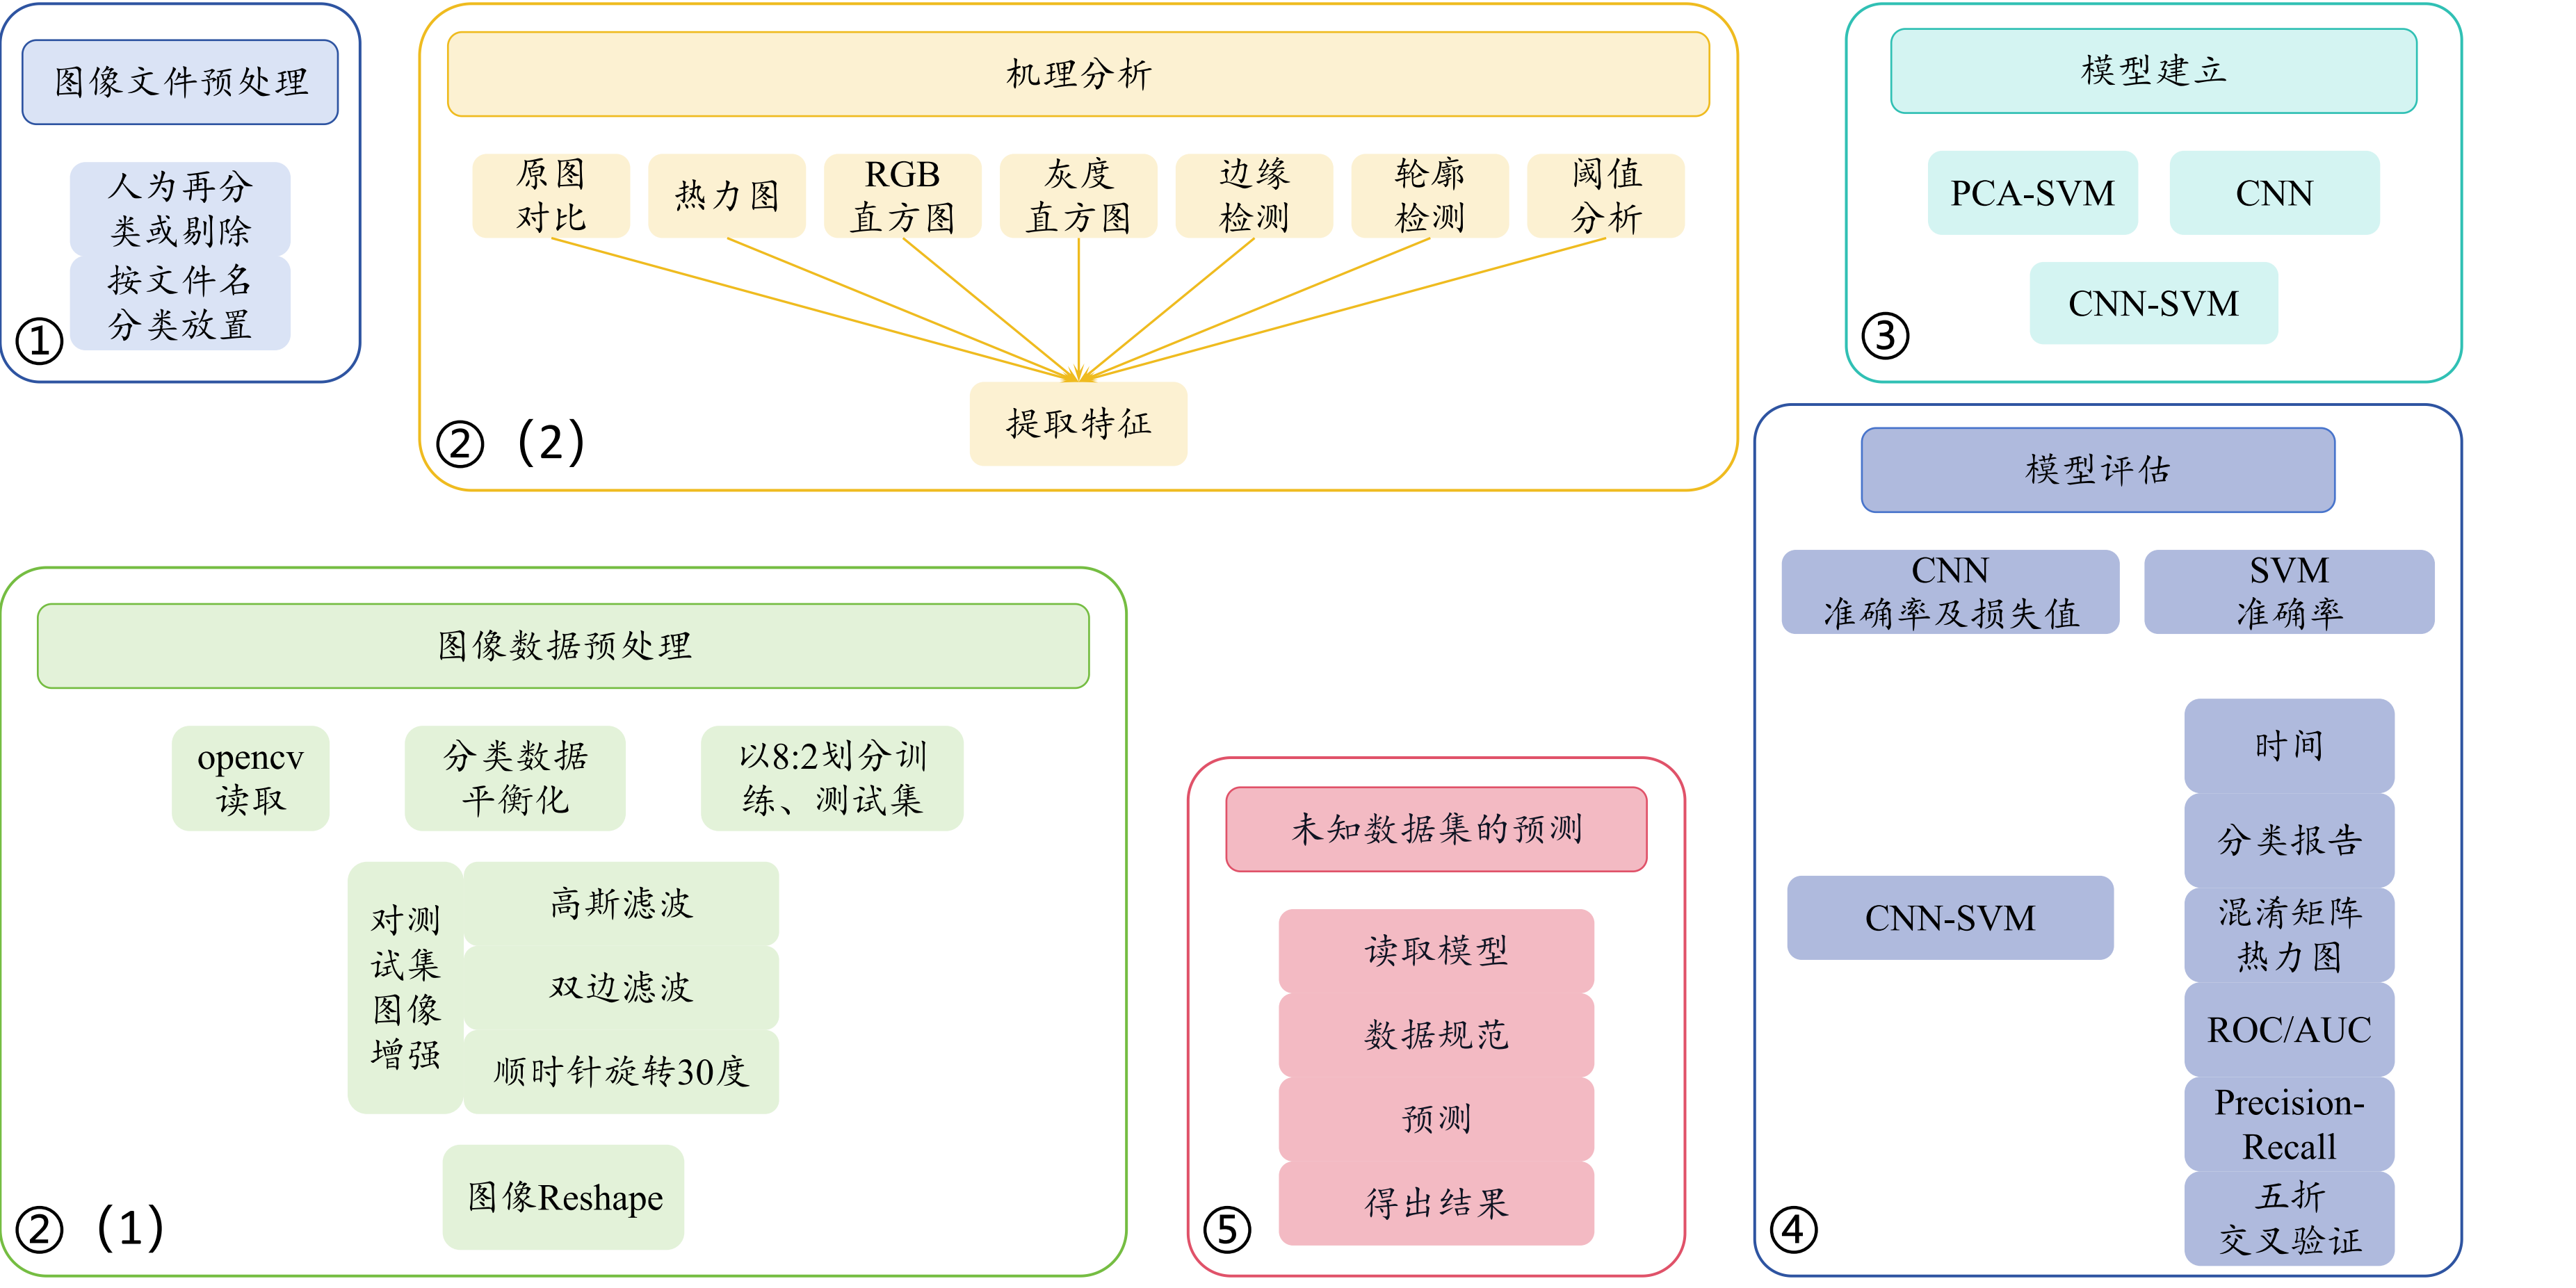 图像文件预处理
人为再分
类或剔除
按文件名
分类放置
①
机理分析
原图
对比
热力图
RGB
直方图
灰度
直方图
边缘
检测
轮廓
检测
阈值
分析
提取特征
② (2)
模型建立
PCA-SVM
CNN
CNN-SVM
③
图像数据预处理
opencv
读取
分类数据
平衡化
以8:2划分训
练、测试集
对测
试集
图像
增强
高斯滤波
双边滤波
顺时针旋转30度
图像Reshape
② (1)
模型评估
CNN
准确率及损失值
SVM
准确率
CNN-SVM
时间
分类报告
混淆矩阵
热力图
ROC/AUC
Precision-
Recall
五折
交叉验证
④
未知数据集的预测
读取模型
数据规范
预测
得出结果
⑤